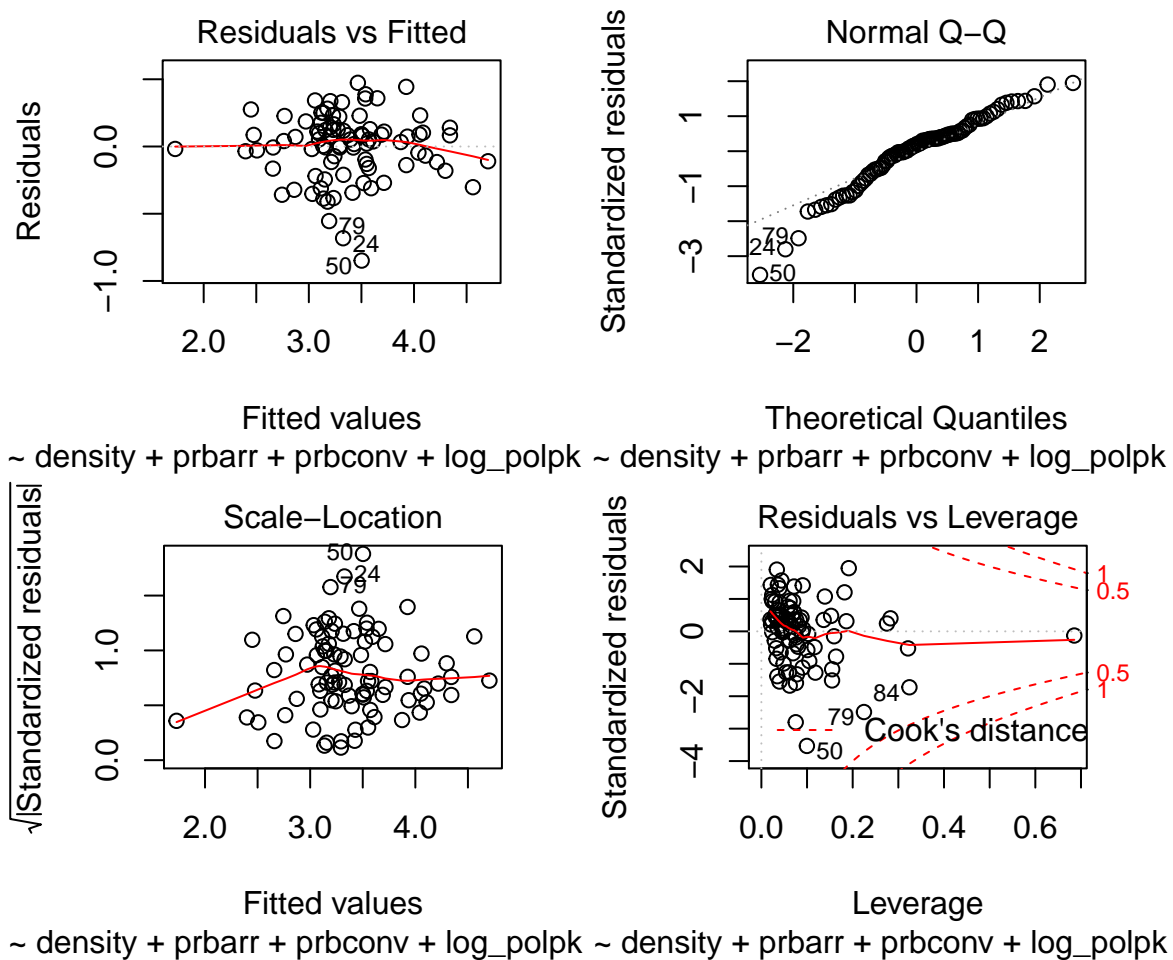 Residuals vs Fitted
Residuals
0.0
−1.0
79
24
50
2.0 3.0 4.0
Fitted values
~ density + prbarr + prbconv + log_polpk
Normal Q−Q
Standardized residuals
1
−1
−3
79
24
50
−2 0 1 2
Theoretical Quantiles
~ density + prbarr + prbconv + log_polpk
Scale−Location
√|Standardized residuals|
1.0
0.0
50
24
79
2.0 3.0 4.0
Fitted values
~ density + prbarr + prbconv + log_polpk
Residuals vs Leverage
Standardized residuals
2
0
−2
−4
1
0.5
0.5
1
84
79
50
Cook's distance
0.0 0.2 0.4 0.6
Leverage
~ density + prbarr + prbconv + log_polpk